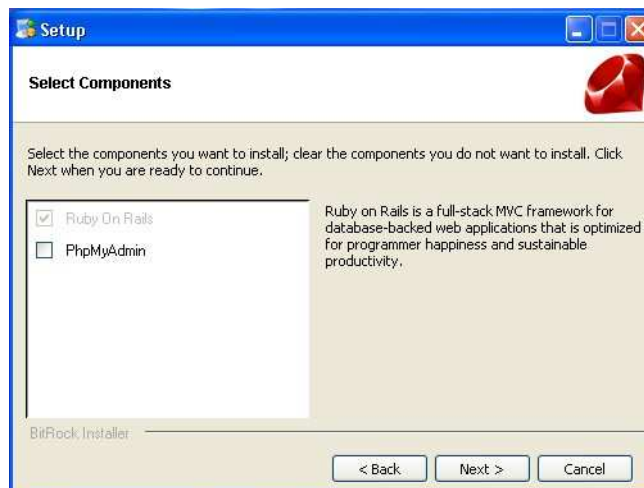 Setup
Select Components
Select the components you want to install; clear the components you do not want to install. Click
Next when you are ready to continue.
Ruby On Rails
PhpMyAdmin
Ruby on Rails is a full-stack MVC framework for
database-backed web applications that is optimized
for programmer happiness and sustainable
productivity.
BitRock Installer
< Back
Next >
Cancel